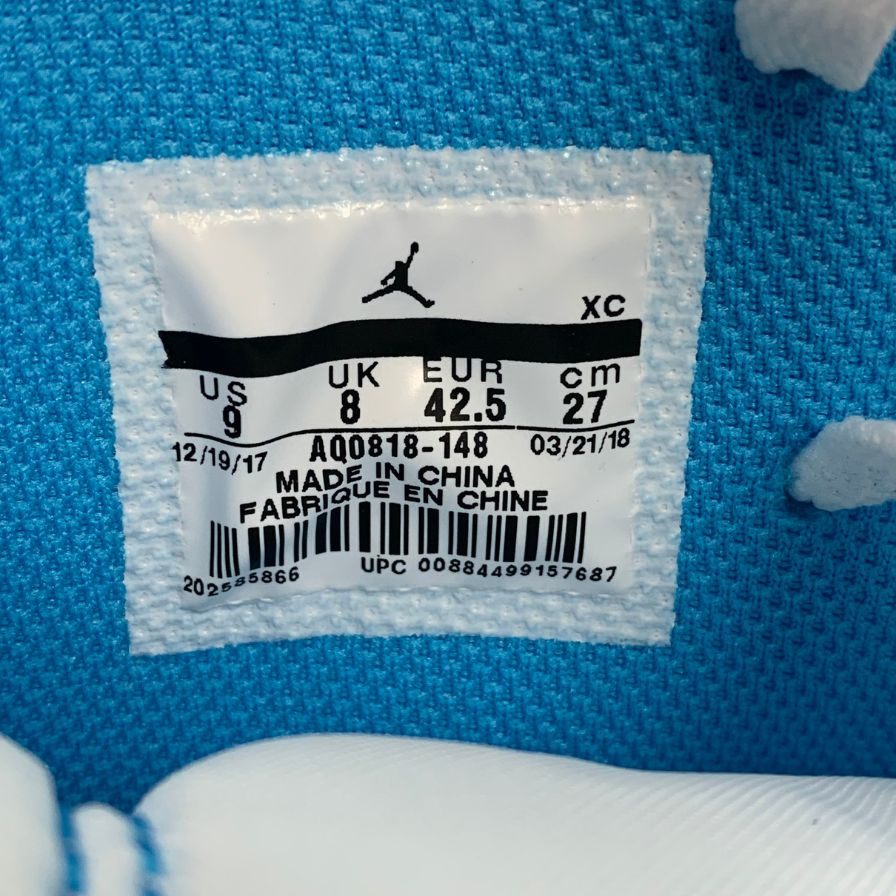 XC
US UK EUR cm
9 8 42.5 27
12/19/17 AQ0818-148 03/21/18
MADE IN CHINA
FABRIQUE EN CHINE
202585866 UPC 00884499157687